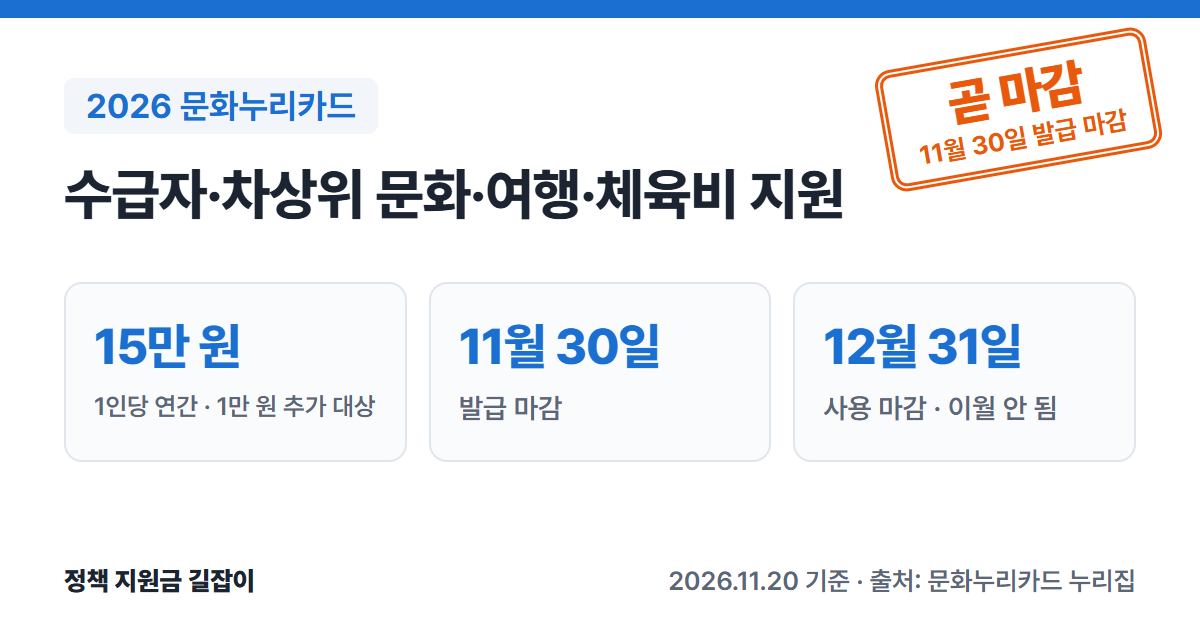 2026 문화누리카드
곧 마감
11월 30일 발급 마감
수급자·차상위 문화·여행·체육비 지원
15만 원
1인당 연간 · 1만 원 추가 대상
11월 30일
발급 마감
12월 31일
사용 마감 · 이월 안 됨
정책 지원금 길잡이
2026.11.20 기준 · 출처: 문화누리카드 누리집